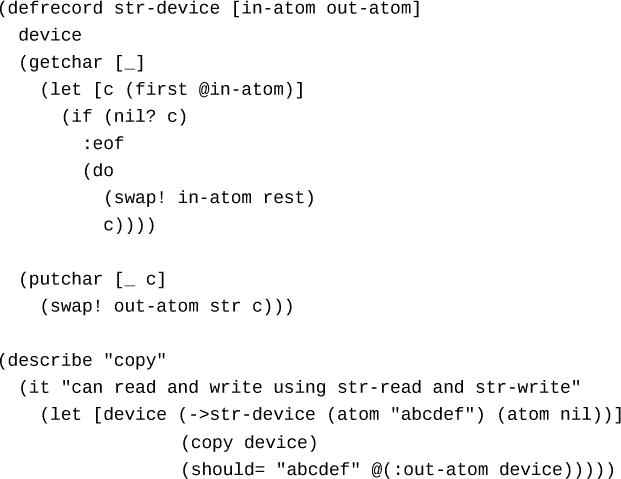 (defrecord str-device [in-atom out-atom]
  device
  (getchar [_]
    (let [c (first @in-atom)]
      (if (nil? c)
        :eof
        (do
          (swap! in-atom rest)
          c))))

  (putchar [_ c]
    (swap! out-atom str c)))

(describe "copy"
  (it "can read and write using str-read and str-write"
    (let [device (->str-device (atom "abcdef") (atom nil))]
                 (copy device)
                 (should= "abcdef" @(:out-atom device)))))